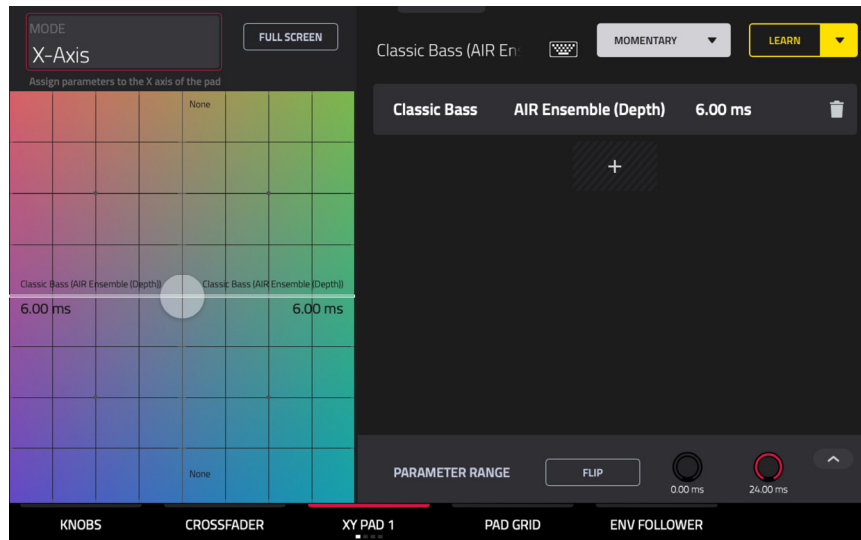 MODE
X-Axis
FULL SCREEN
Assign parameters to the X axis of the pad
Classic Bass (AIR En
MOMENTARY
LEARN
Classic Bass AIR Ensemble (Depth) 6.00 ms
+
None
Classic Bass (AIR Ensemble (Depth)) Classic Bass (AIR Ensemble (Depth))
6.00 ms 6.00 ms
None
PARAMETER RANGE FLIP
0.00 ms 24.00 ms
KNOBS CROSSFADER XY PAD 1 PAD GRID ENV FOLLOWER